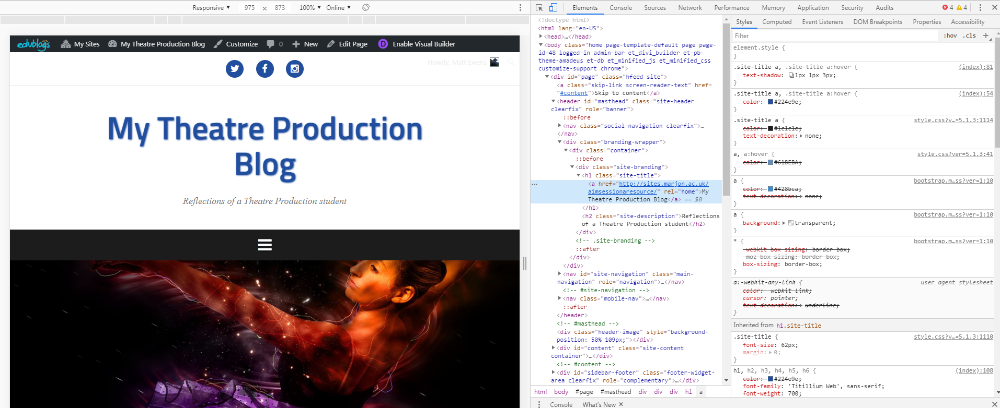 Responsive ▼ 975 x 873 100% ▼ Online ▼
edublogs My Sites My Theatre Production Blog Customize 0 New Edit Page D Enable Visual Builder
Howdy, Matt Ewens
My Theatre Production
Blog
Reflections of a Theatre Production student
Elements Console Sources Network Performance Memory Application Security Audits 4 4
<!doctype html>
<html lang="en-US">
<head>…</head>
<body class="home page-template-default page page-
id-48 logged-in admin-bar et_divi_builder et-pb-
theme-amadeus et-db et_minified_js et_minified_css
customize-support chrome">
<div id="page" class="hfeed site">
<a class="skip-link screen-reader-text" href=
"#content">Skip to content</a>
<header id="masthead" class="site-header
clearfix" role="banner">
::before
<nav class="social-navigation clearfix">…
</nav>
<div class="branding-wrapper">
<div class="container">
::before
<div class="site-branding">
<h1 class="site-title">
<a href="http://sites.marjon.ac.uk/
aimsessionaresource/" rel="home">My
Theatre Production Blog</a> == $0
</h1>
<h2 class="site-description">Reflections
of a Theatre Production student</h2>
</div>
<!-- .site-branding -->
::after
</div>
</div>
<nav id="site-navigation" class="main-
navigation" role="navigation">…</nav>
<!-- #site-navigation -->
<nav class="mobile-nav">…</nav>
::after
</header>
<!-- #masthead -->
<div class="header-image" style="background-
position: 50% 109px;"></div>
<div id="content" class="site-content
container">…</div>
<!-- #content -->
<div id="sidebar-footer" class="footer-widget-
area clearfix" role="complementary">…</div>
html body #page #masthead div div div h1 a
Console What's New ×
Styles Computed Event Listeners DOM Breakpoints Properties Accessibility
Filter :hov .cls +
element.style {
}
.site-title a, .site-title a:hover { (index):81
text-shadow: 1px 1px 3px;
}
.site-title a, .site-title a:hover { (index):54
color: #224e9e;
}
.site-title a { style.css?v…=5.1.3:1114
color: #1c1c1c;
text-decoration: none;
}
a, a:hover { style.css?ver=5.1.3:41
color: #618EBA;
}
a { bootstrap.m…ss?ver=1:10
color: #428bca;
text-decoration: none;
}
a { bootstrap.m…ss?ver=1:10
background: transparent;
}
* { bootstrap.m…ss?ver=1:10
-webkit-box-sizing: border-box;
-moz-box-sizing: border-box;
box-sizing: border-box;
}
a:-webkit-any-link { user agent stylesheet
color: -webkit-link;
cursor: pointer;
text-decoration: underline;
}
Inherited from h1.site-title
.site-title { style.css?v…=5.1.3:1110
font-size: 62px;
margin: 0;
}
h1, h2, h3, h4, h5, h6 { (index):108
color: #224e9e;
font-family: 'Titillium Web', sans-serif;
font-weight: 700;